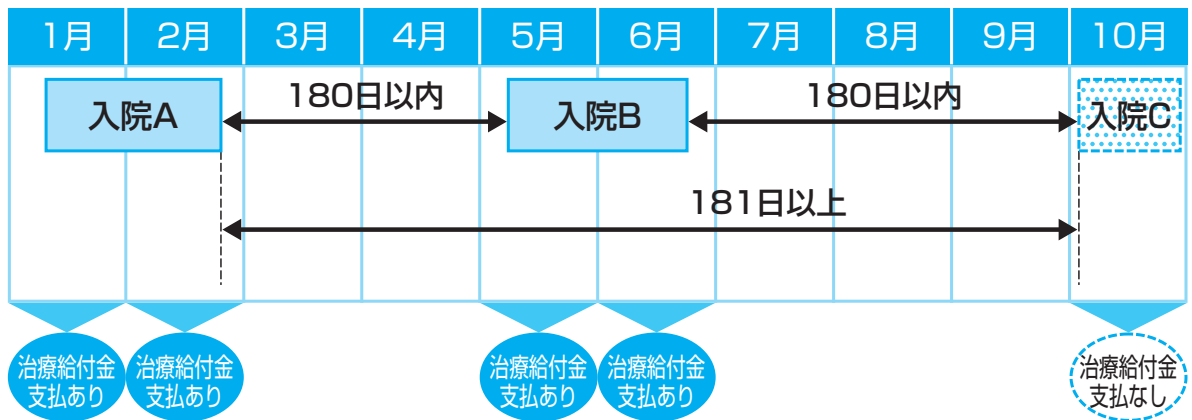 1月 2月 3月 4月 5月 6月 7月 8月 9月 10月
入院A 180日以内 入院B 180日以内 入院C
181日以上
治療給付金 治療給付金 治療給付金 治療給付金 治療給付金
支払あり 支払あり 支払あり 支払あり 支払なし